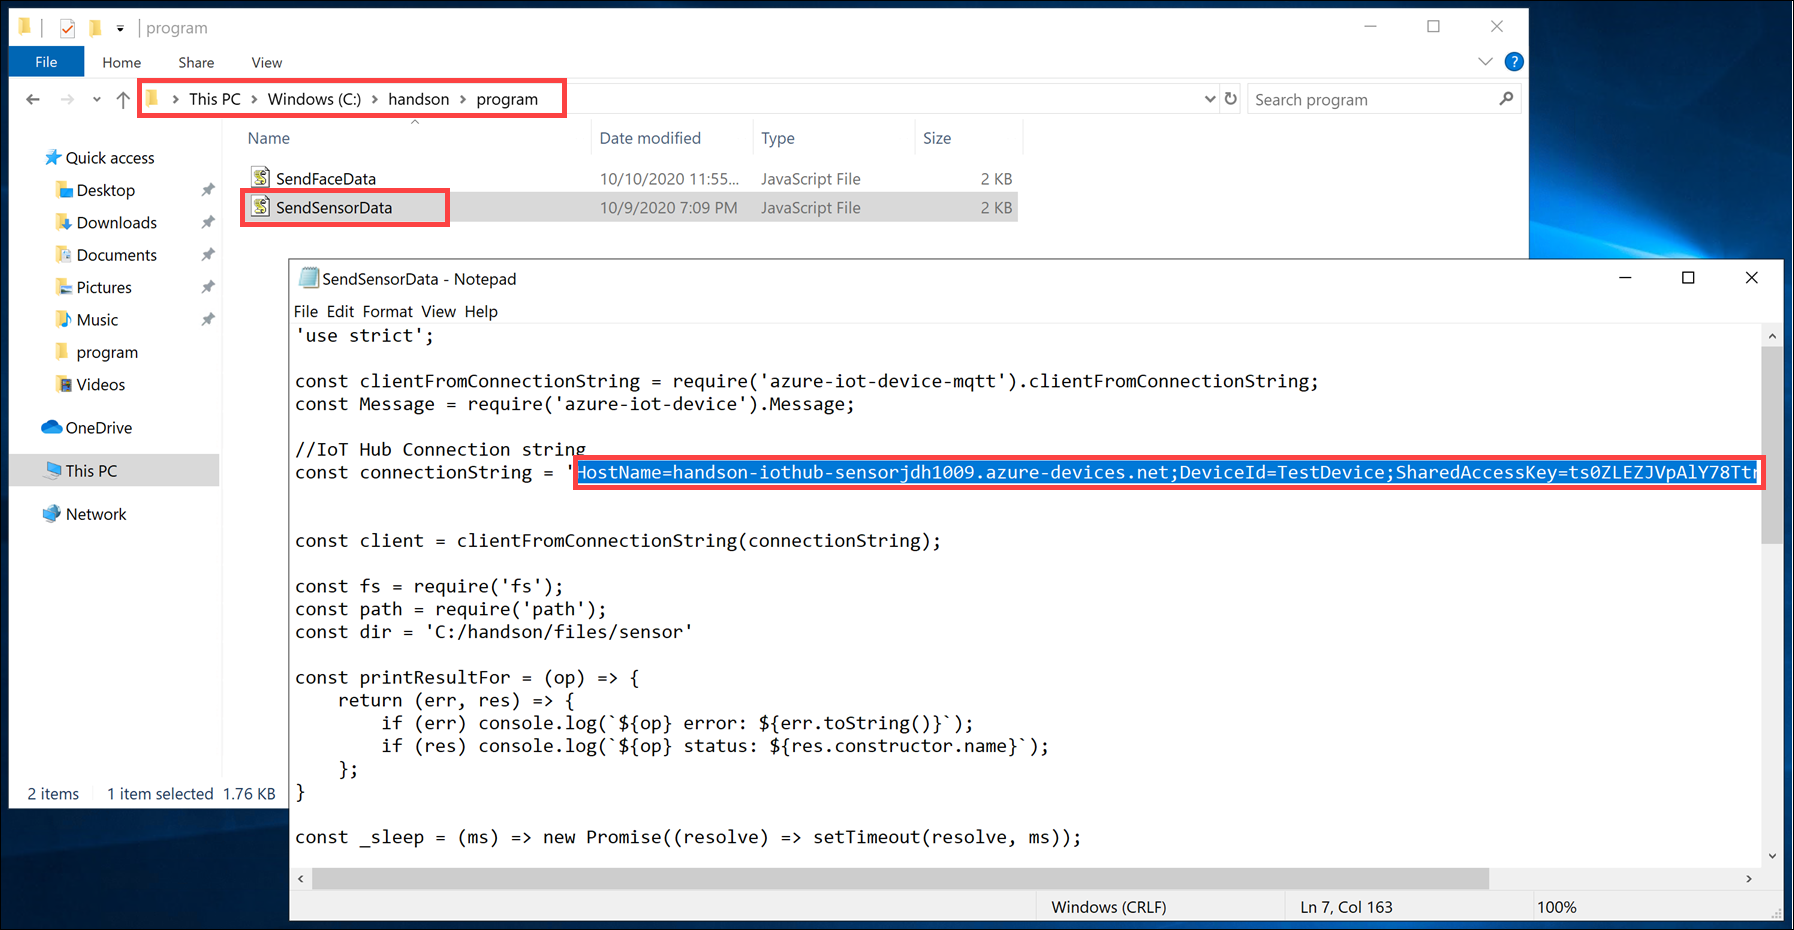 program
File Home Share View
This PC Windows (C:) handson program
Search program
Name Date modified Type Size
Quick access
Desktop
Downloads
Documents
Pictures
Music
program
Videos
OneDrive
This PC
Network
SendFaceData 10/10/2020 11:55... JavaScript File 2 KB
SendSensorData 10/9/2020 7:09 PM JavaScript File 2 KB
2 items 1 item selected 1.76 KB
SendSensorData - Notepad
File Edit Format View Help
'use strict';
const clientFromConnectionString = require('azure-iot-device-mqtt').clientFromConnectionString;
const Message = require('azure-iot-device').Message;
//IoT Hub Connection string
const connectionString = 'HostName=handson-iothub-sensorjdh1009.azure-devices.net;DeviceId=TestDevice;SharedAccessKey=ts0ZLEZJVpAlY78Ttr
const client = clientFromConnectionString(connectionString);
const fs = require('fs');
const path = require('path');
const dir = 'C:/handson/files/sensor'
const printResultFor = (op) => {
return (err, res) => {
if (err) console.log(`${op} error: ${err.toString()}`);
if (res) console.log(`${op} status: ${res.constructor.name}`);
};
}
const _sleep = (ms) => new Promise((resolve) => setTimeout(resolve, ms));
Windows (CRLF) Ln 7, Col 163 100%